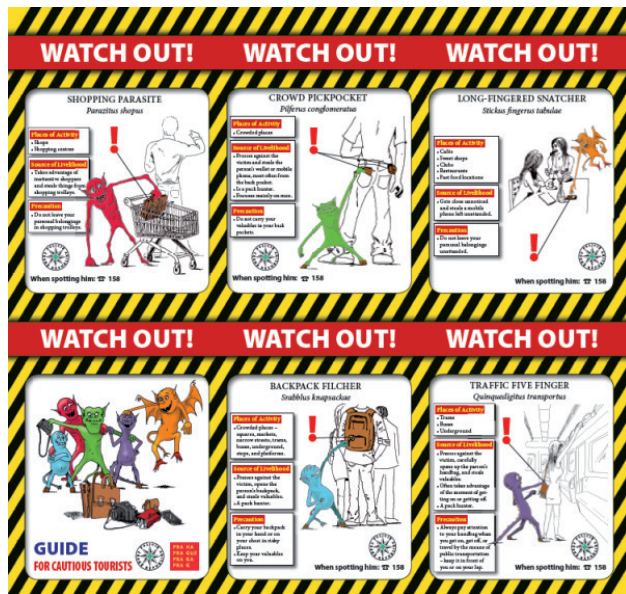 WATCH OUT!
WATCH OUT!
WATCH OUT!
SHOPPING PARASITE
Parazitus shopus
Places of Activity
• Shops
• Shopping centres
Source of Livelihood
• Takes advantage of
inattentive shoppers
and steals things from
shopping trolleys.
Precaution
• Do not leave your
personal belongings
in shopping trolleys.
When spotting him: ☎ 158
CROWD PICKPOCKET
Pilferus conglomeratus
Places of Activity
• Crowded places
Source of Livelihood
• Presses against the
victim and steals the
person's wallet or mobile
phone, most often from
the back pocket.
• Is a pack hunter.
• Focuses mainly on men.
Precaution
• Do not carry your
valuables in your back
pockets.
When spotting him: ☎ 158
LONG-FINGERED SNATCHER
Stickus fingerus tabulae
Places of Activity
• Cafés
• Sweet-shops
• Clubs
• Restaurants
• Fast food locations
Source of Livelihood
• Gets close unnoticed
and steals a mobile
phone left unattended.
Precaution
• Do not leave your
personal belongings
unattended.
When spotting him: ☎ 158
WATCH OUT!
WATCH OUT!
WATCH OUT!
GUIDE
FOR CAUTIOUS TOURISTS
PRA HA
PRA GUE
PRA GA
PRA G
BACKPACK FILCHER
Snabblus knapsackae
Places of Activity
• Crowded places –
squares, markets,
narrow streets, trams,
buses, underground,
stops, and platforms.
Source of Livelihood
• Presses against the
victim, opens the
person's backpack,
and steals valuables.
• A pack hunter.
Precaution
• Carry your backpack
in your hand or on
your chest in risky
places.
• Keep your valuables
on you.
When spotting him: ☎ 158
TRAFFIC FIVE FINGER
Quinquedigitus transportus
Places of Activity
• Trams
• Buses
• Underground
Source of Livelihood
• Presses against the
victim, carefully
opens up the person's
handbag, and steals
valuables.
• Often takes advantage
of the moment of get-
ting on or getting off.
• A pack hunter.
Precaution
• Always pay attention
to your handbag when
you get on, get off, or
travel by the means of
public transportation
– keep it in front of
you or on your lap.
When spotting him: ☎ 158